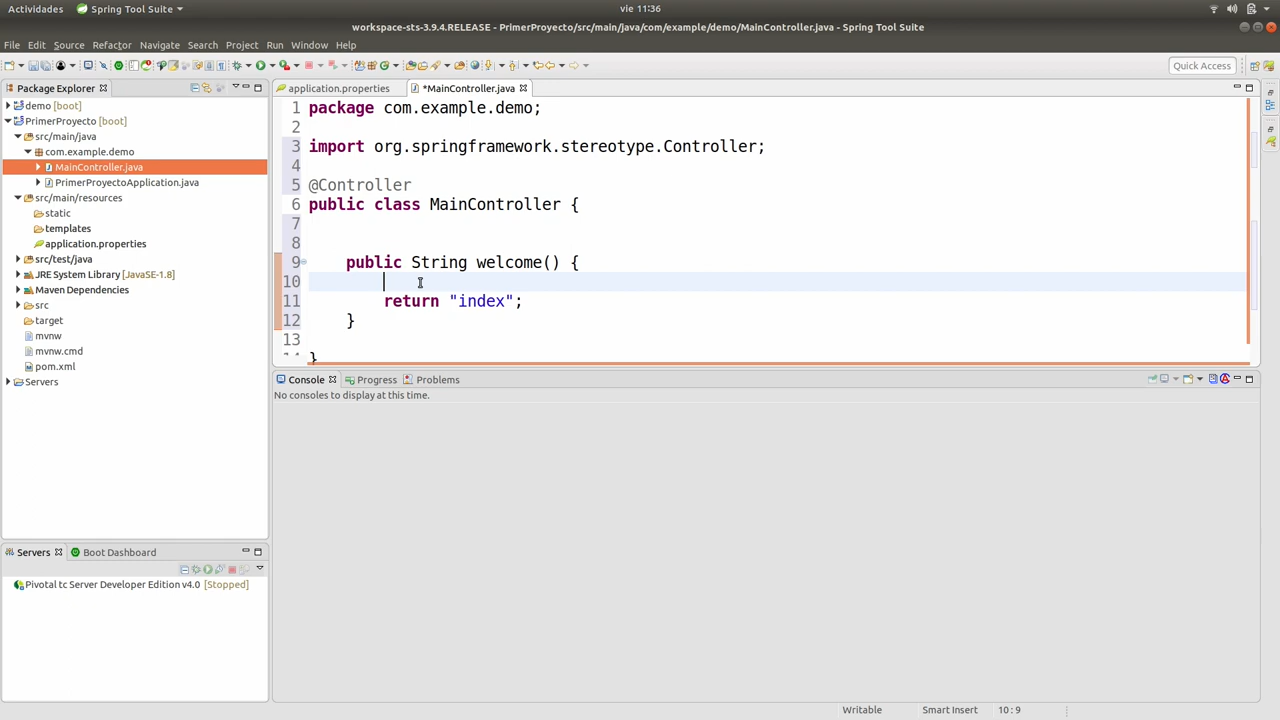 Actividades Spring Tool Suite vie 11:36
workspace-sts-3.9.4.RELEASE - PrimerProyecto/src/main/java/com/example/demo/MainController.java - Spring Tool Suite
File Edit Source Refactor Navigate Search Project Run Window Help
Quick Access
Package Explorer
demo [boot]
PrimerProyecto [boot]
src/main/java
com.example.demo
MainController.java
PrimerProyectoApplication.java
src/main/resources
static
templates
application.properties
src/test/java
JRE System Library [JavaSE-1.8]
Maven Dependencies
src
target
mvnw
mvnw.cmd
pom.xml
Servers
application.properties *MainController.java
1 package com.example.demo;
2
3 import org.springframework.stereotype.Controller;
4
5 @Controller
6 public class MainController {
7
8
9 public String welcome() {
10
11 return "index";
12 }
13
14 }
Console Progress Problems
No consoles to display at this time.
Servers Boot Dashboard
Pivotal tc Server Developer Edition v4.0 [Stopped]
Writable Smart Insert 10:9